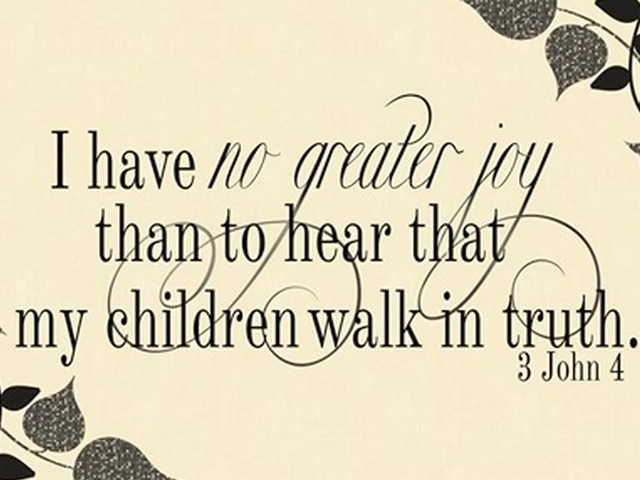 I have no greater joy
than to hear that
my children walk in truth.
3 John 4